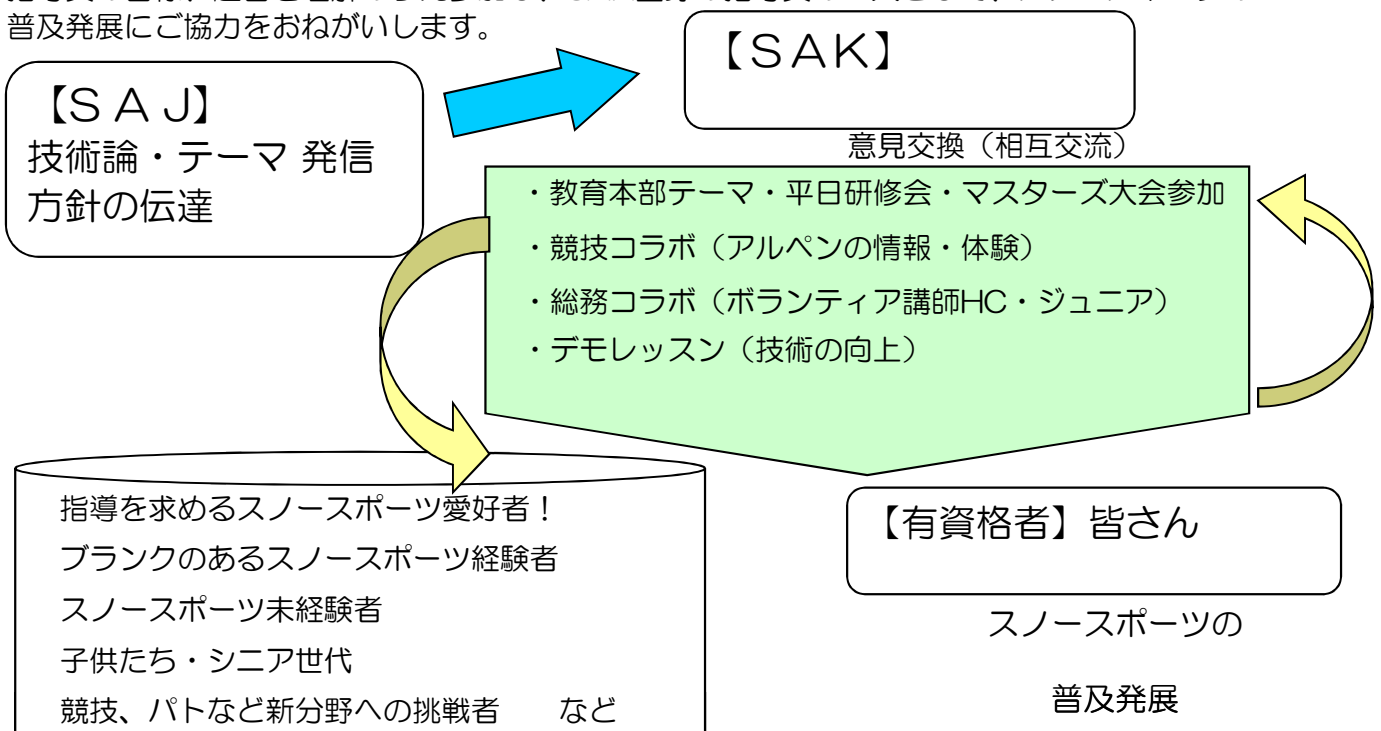 普及発展にご協力をおねがいします。
【SAK】
【SAJ】
技術論・テーマ 発信
方針の伝達
意見交換（相互交流）
・教育本部テーマ・平日研修会・マスターズ大会参加
・競技コラボ（アルペンの情報・体験）
・総務コラボ（ボランティア講師HC・ジュニア）
・デモレッスン（技術の向上）
指導を求めるスノースポーツ愛好者！
ブランクのあるスノースポーツ経験者
スノースポーツ未経験者
子供たち・シニア世代
競技、パトなど新分野への挑戦者　　など
【有資格者】皆さん
スノースポーツの
普及発展